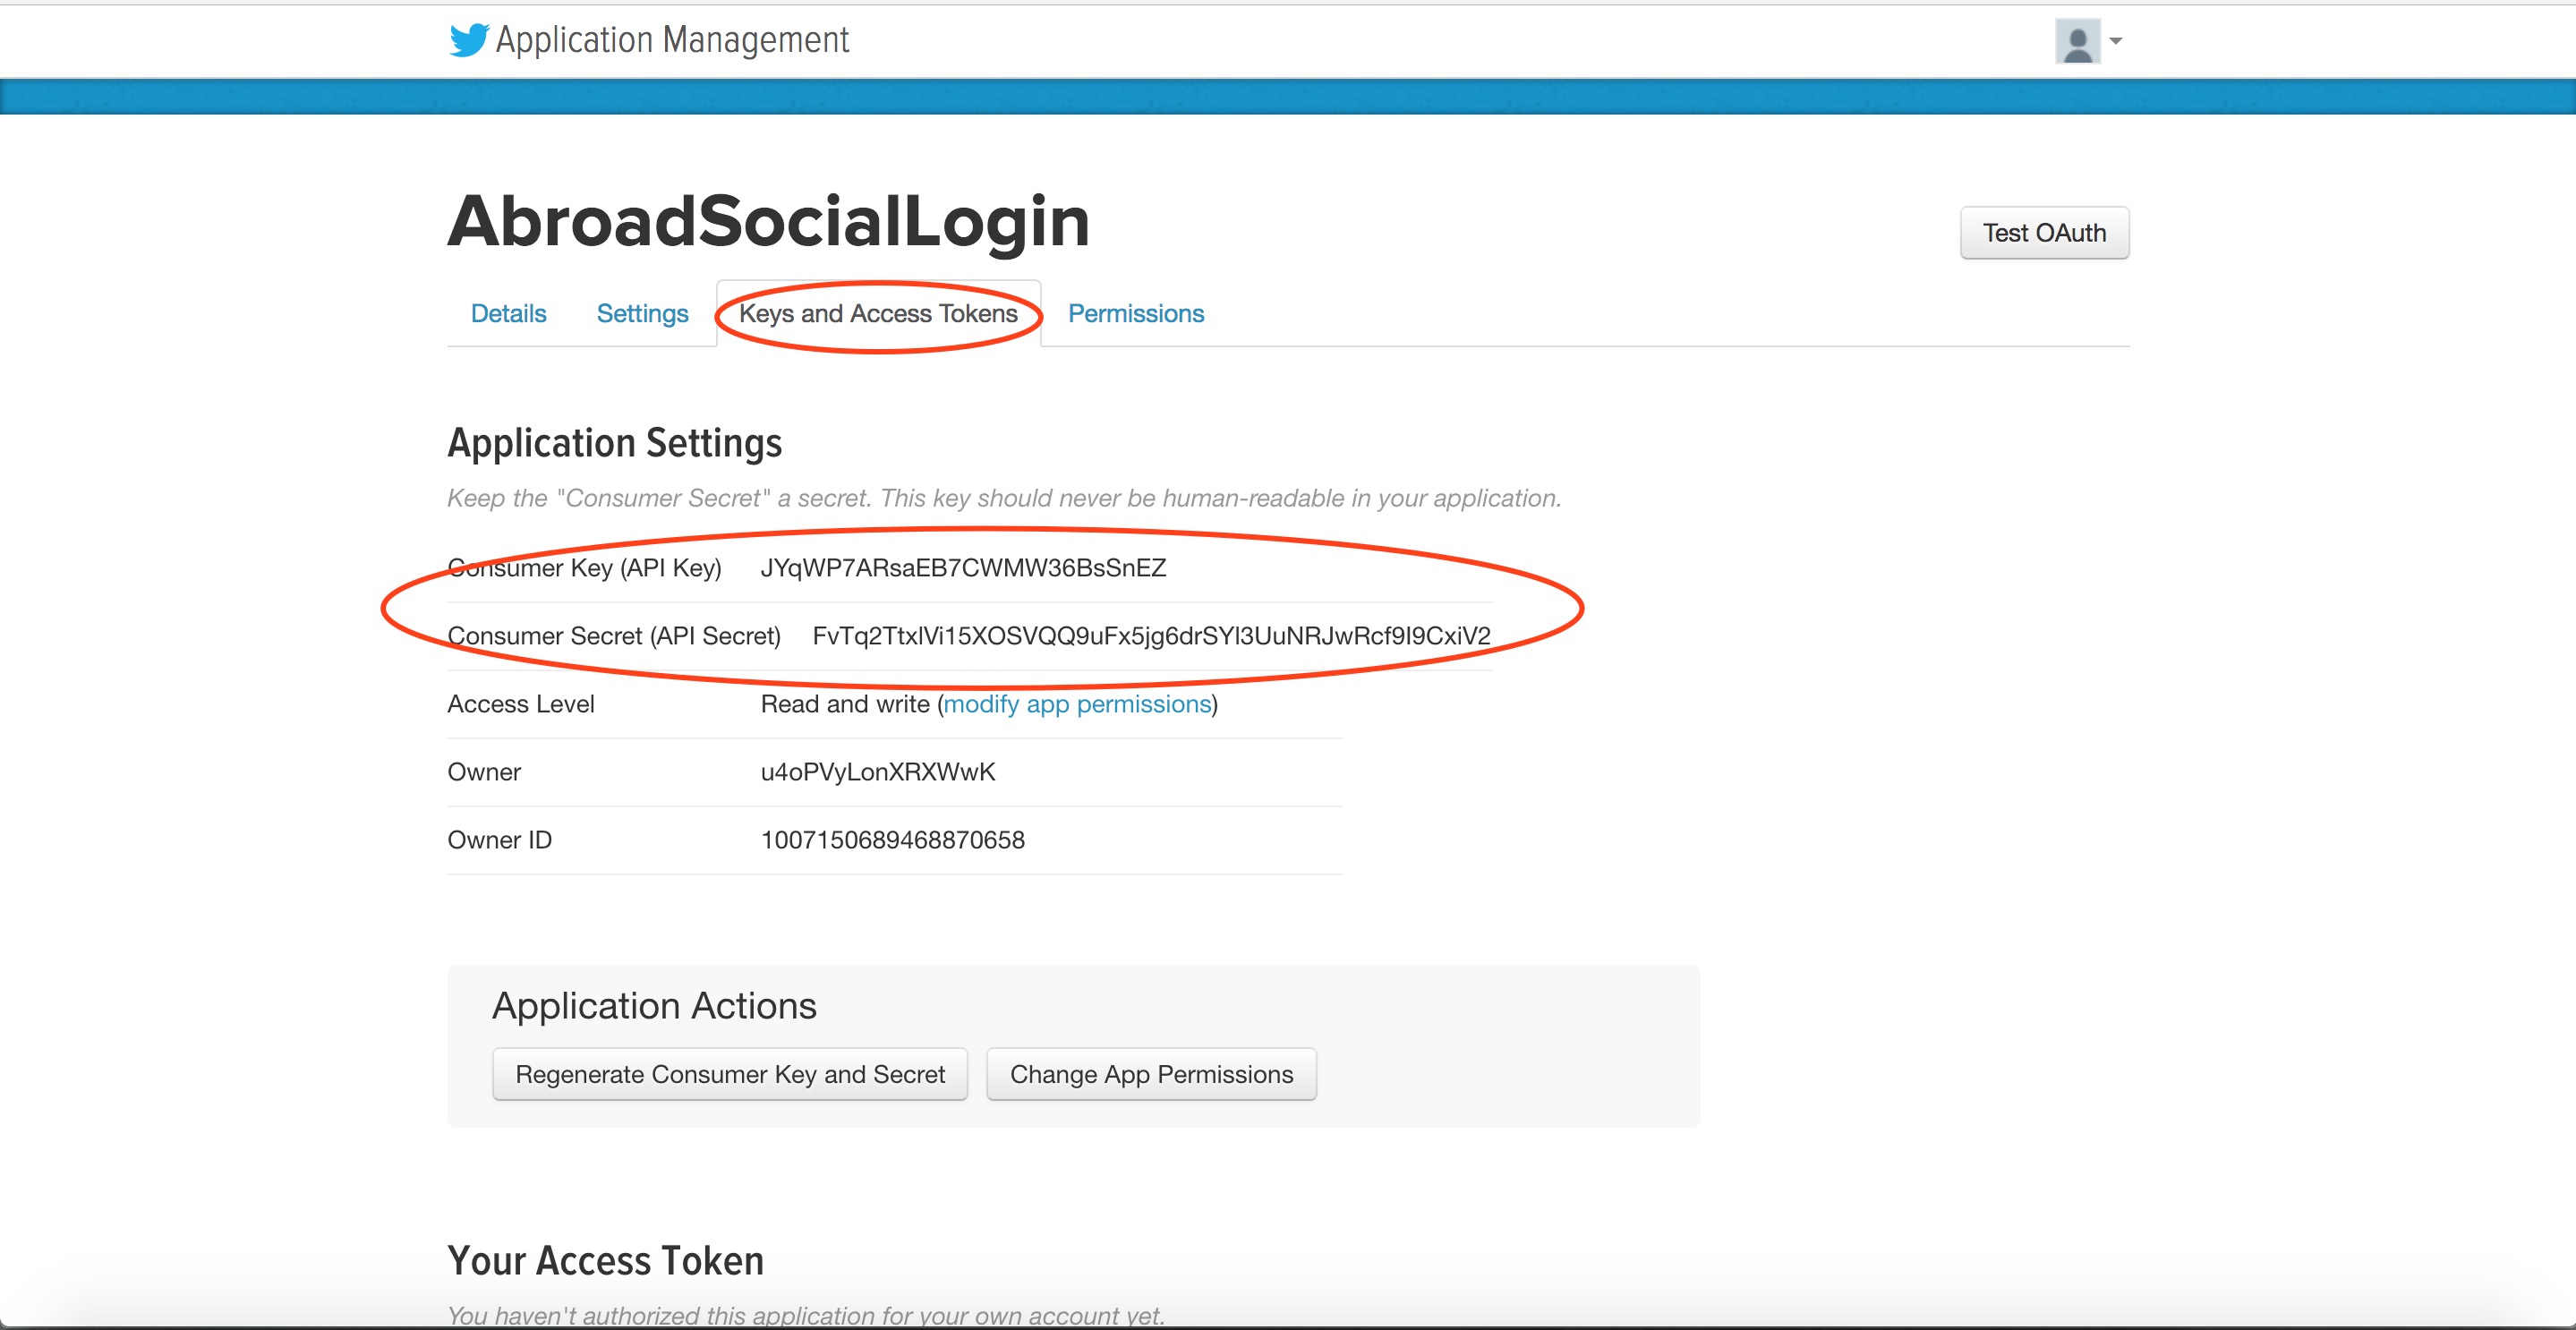 Application Management
AbroadSocialLogin
Test OAuth
Details Settings Keys and Access Tokens Permissions
Application Settings
Keep the "Consumer Secret" a secret. This key should never be human-readable in your application.
Consumer Key (API Key) JYqWP7ARsaEB7CWMW36BsSnEZ
Consumer Secret (API Secret) FvTq2TtxlVi15XOSVQQ9uFx5jg6drSYl3UuNRJwRcf9I9CxiV2
Access Level Read and write (modify app permissions)
Owner u4oPVyLonXRXWwK
Owner ID 1007150689468870658
Application Actions
Regenerate Consumer Key and Secret Change App Permissions
Your Access Token
You haven't authorized this application for your own account yet.